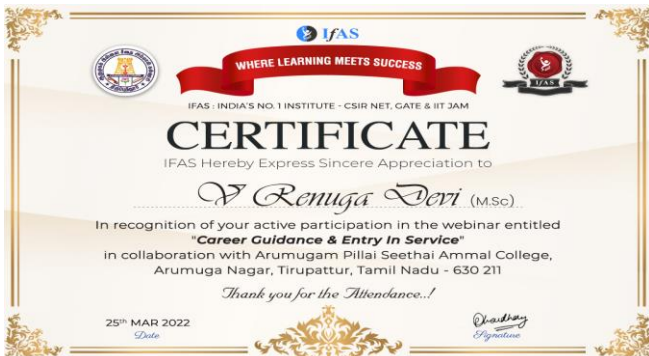 IfAS
WHERE LEARNING MEETS SUCCESS
IfAS
IFAS : INDIA'S NO. 1 INSTITUTE - CSIR NET, GATE & IIT JAM
CERTIFICATE
IFAS Hereby Express Sincere Appreciation to
V Renuga Devi (M.Sc)
In recognition of your active participation in the webinar entitled
"Career Guidance & Entry In Service"
in collaboration with Arumugam Pillai Seethai Ammal College,
Arumuga Nagar, Tirupattur, Tamil Nadu - 630 211
Thank you for the Attendance..!
25th MAR 2022
Date
Chaudhary
Signature